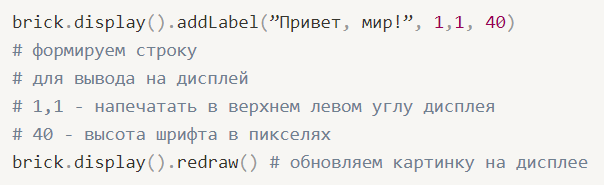 brick.display().addLabel(”Привет, мир!”, 1,1, 40)
# формируем строку
# для вывода на дисплей
# 1,1 - напечатать в верхнем левом углу дисплея
# 40 - высота шрифта в пикселях
brick.display().redraw() # обновляем картинку на дисплее